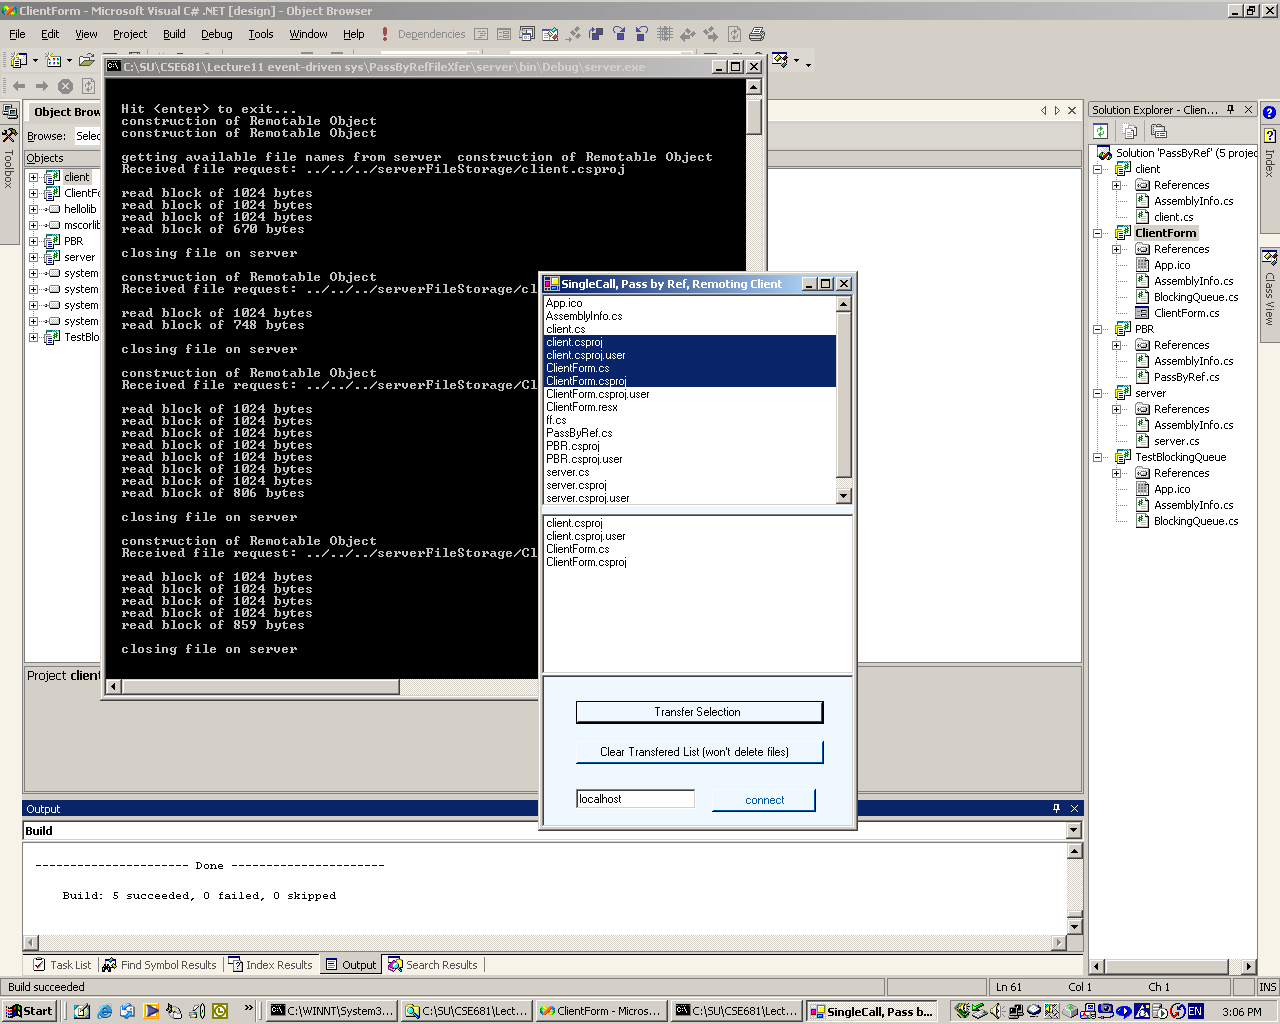 ClientForm - Microsoft Visual C# .NET [design] - Object Browser
File Edit View Project Build Debug Tools Window Help Dependencies
C:\SU\CSE681\Lecture11 event-driven sys\PassByRefFileXfer\server\bin\Debug\server.exe
Object Brow
Browse: Selec
Objects
client
ClientFo
hellolib
mscorlib
PBR
server
system
system
system
system
TestBlo
Toolbox
Hit <enter> to exit...
construction of Remotable Object
construction of Remotable Object
getting available file names from server construction of Remotable Object
Received file request: ../../../serverFileStorage/client.csproj
read block of 1024 bytes
read block of 1024 bytes
read block of 1024 bytes
read block of 670 bytes
closing file on server
construction of Remotable Object
Received file request: ../../../serverFileStorage/cl
read block of 1024 bytes
read block of 748 bytes
closing file on server
construction of Remotable Object
Received file request: ../../../serverFileStorage/Cl
read block of 1024 bytes
read block of 1024 bytes
read block of 1024 bytes
read block of 1024 bytes
read block of 1024 bytes
read block of 1024 bytes
read block of 1024 bytes
read block of 806 bytes
closing file on server
construction of Remotable Object
Received file request: ../../../serverFileStorage/Cl
read block of 1024 bytes
read block of 1024 bytes
read block of 1024 bytes
read block of 1024 bytes
read block of 859 bytes
closing file on server
SingleCall, Pass by Ref, Remoting Client
App.ico
AssemblyInfo.cs
client.cs
client.csproj
client.csproj.user
ClientForm.cs
ClientForm.csproj
ClientForm.csproj.user
ClientForm.resx
ff.cs
PassByRef.cs
PBR.csproj
PBR.csproj.user
server.cs
server.csproj
server.csproj.user
client.csproj
client.csproj.user
ClientForm.cs
ClientForm.csproj
Transfer Selection
Clear Transfered List (won't delete files)
localhost connect
Solution Explorer - Clien...
Solution 'PassByRef' (5 projec
client
References
AssemblyInfo.cs
client.cs
ClientForm
References
App.ico
AssemblyInfo.cs
BlockingQueue.cs
ClientForm.cs
PBR
References
AssemblyInfo.cs
PassByRef.cs
server
References
AssemblyInfo.cs
server.cs
TestBlockingQueue
References
App.ico
AssemblyInfo.cs
BlockingQueue.cs
Index
Class View
Project client
Output
Build
---------------------- Done ----------------------
Build: 5 succeeded, 0 failed, 0 skipped
Task List Find Symbol Results Index Results Output Search Results
Build succeeded Ln 61 Col 1 Ch 1 INS
Start C:\WINNT\System3... C:\SU\CSE681\Lect... ClientForm - Micros... C:\SU\CSE681\Lect... SingleCall, Pass b... EN 3:06 PM